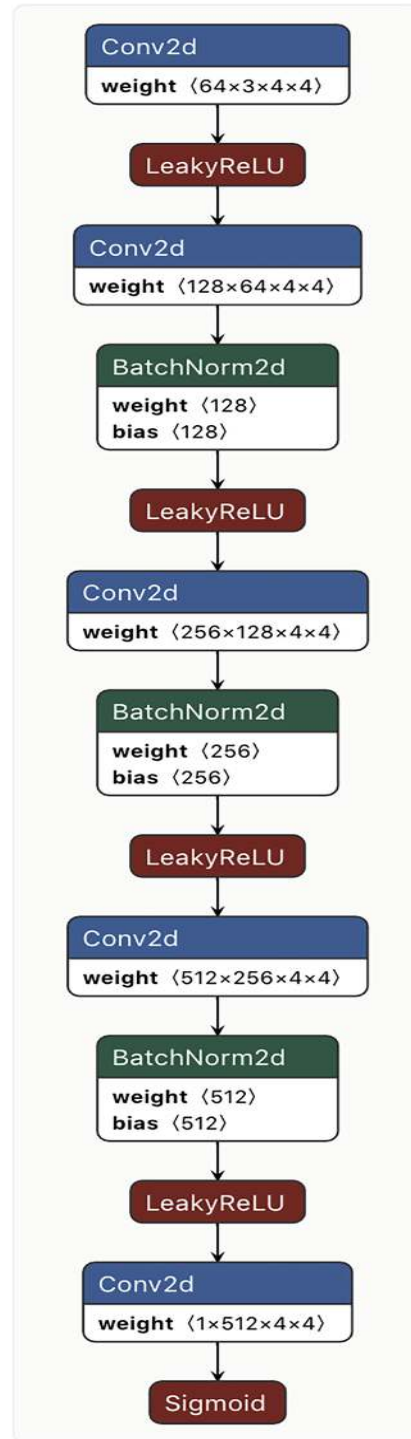 Conv2d
weight ⟨64×3×4×4⟩
LeakyReLU
Conv2d
weight ⟨128×64×4×4⟩
BatchNorm2d
weight ⟨128⟩
bias ⟨128⟩
LeakyReLU
Conv2d
weight ⟨256×128×4×4⟩
BatchNorm2d
weight ⟨256⟩
bias ⟨256⟩
LeakyReLU
Conv2d
weight ⟨512×256×4×4⟩
BatchNorm2d
weight ⟨512⟩
bias ⟨512⟩
LeakyReLU
Conv2d
weight ⟨1×512×4×4⟩
Sigmoid